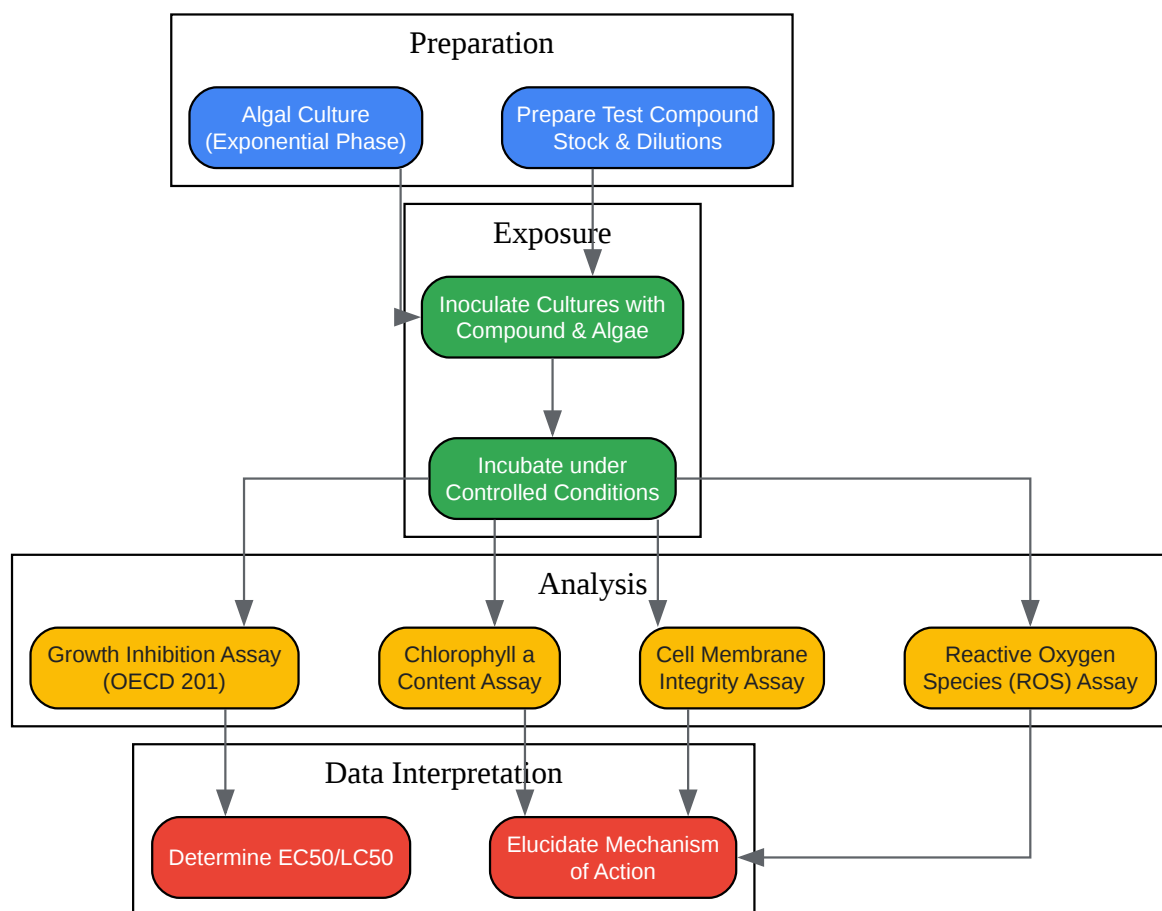 Preparation
Algal Culture
(Exponential Phase)
Prepare Test Compound
Stock & Dilutions
Exposure
Inoculate Cultures with
Compound & Algae
Incubate under
Controlled Conditions
Analysis
Growth Inhibition Assay
(OECD 201)
Chlorophyll a
Content Assay
Cell Membrane
Integrity Assay
Reactive Oxygen
Species (ROS) Assay
Data Interpretation
Determine EC50/LC50
Elucidate Mechanism
of Action